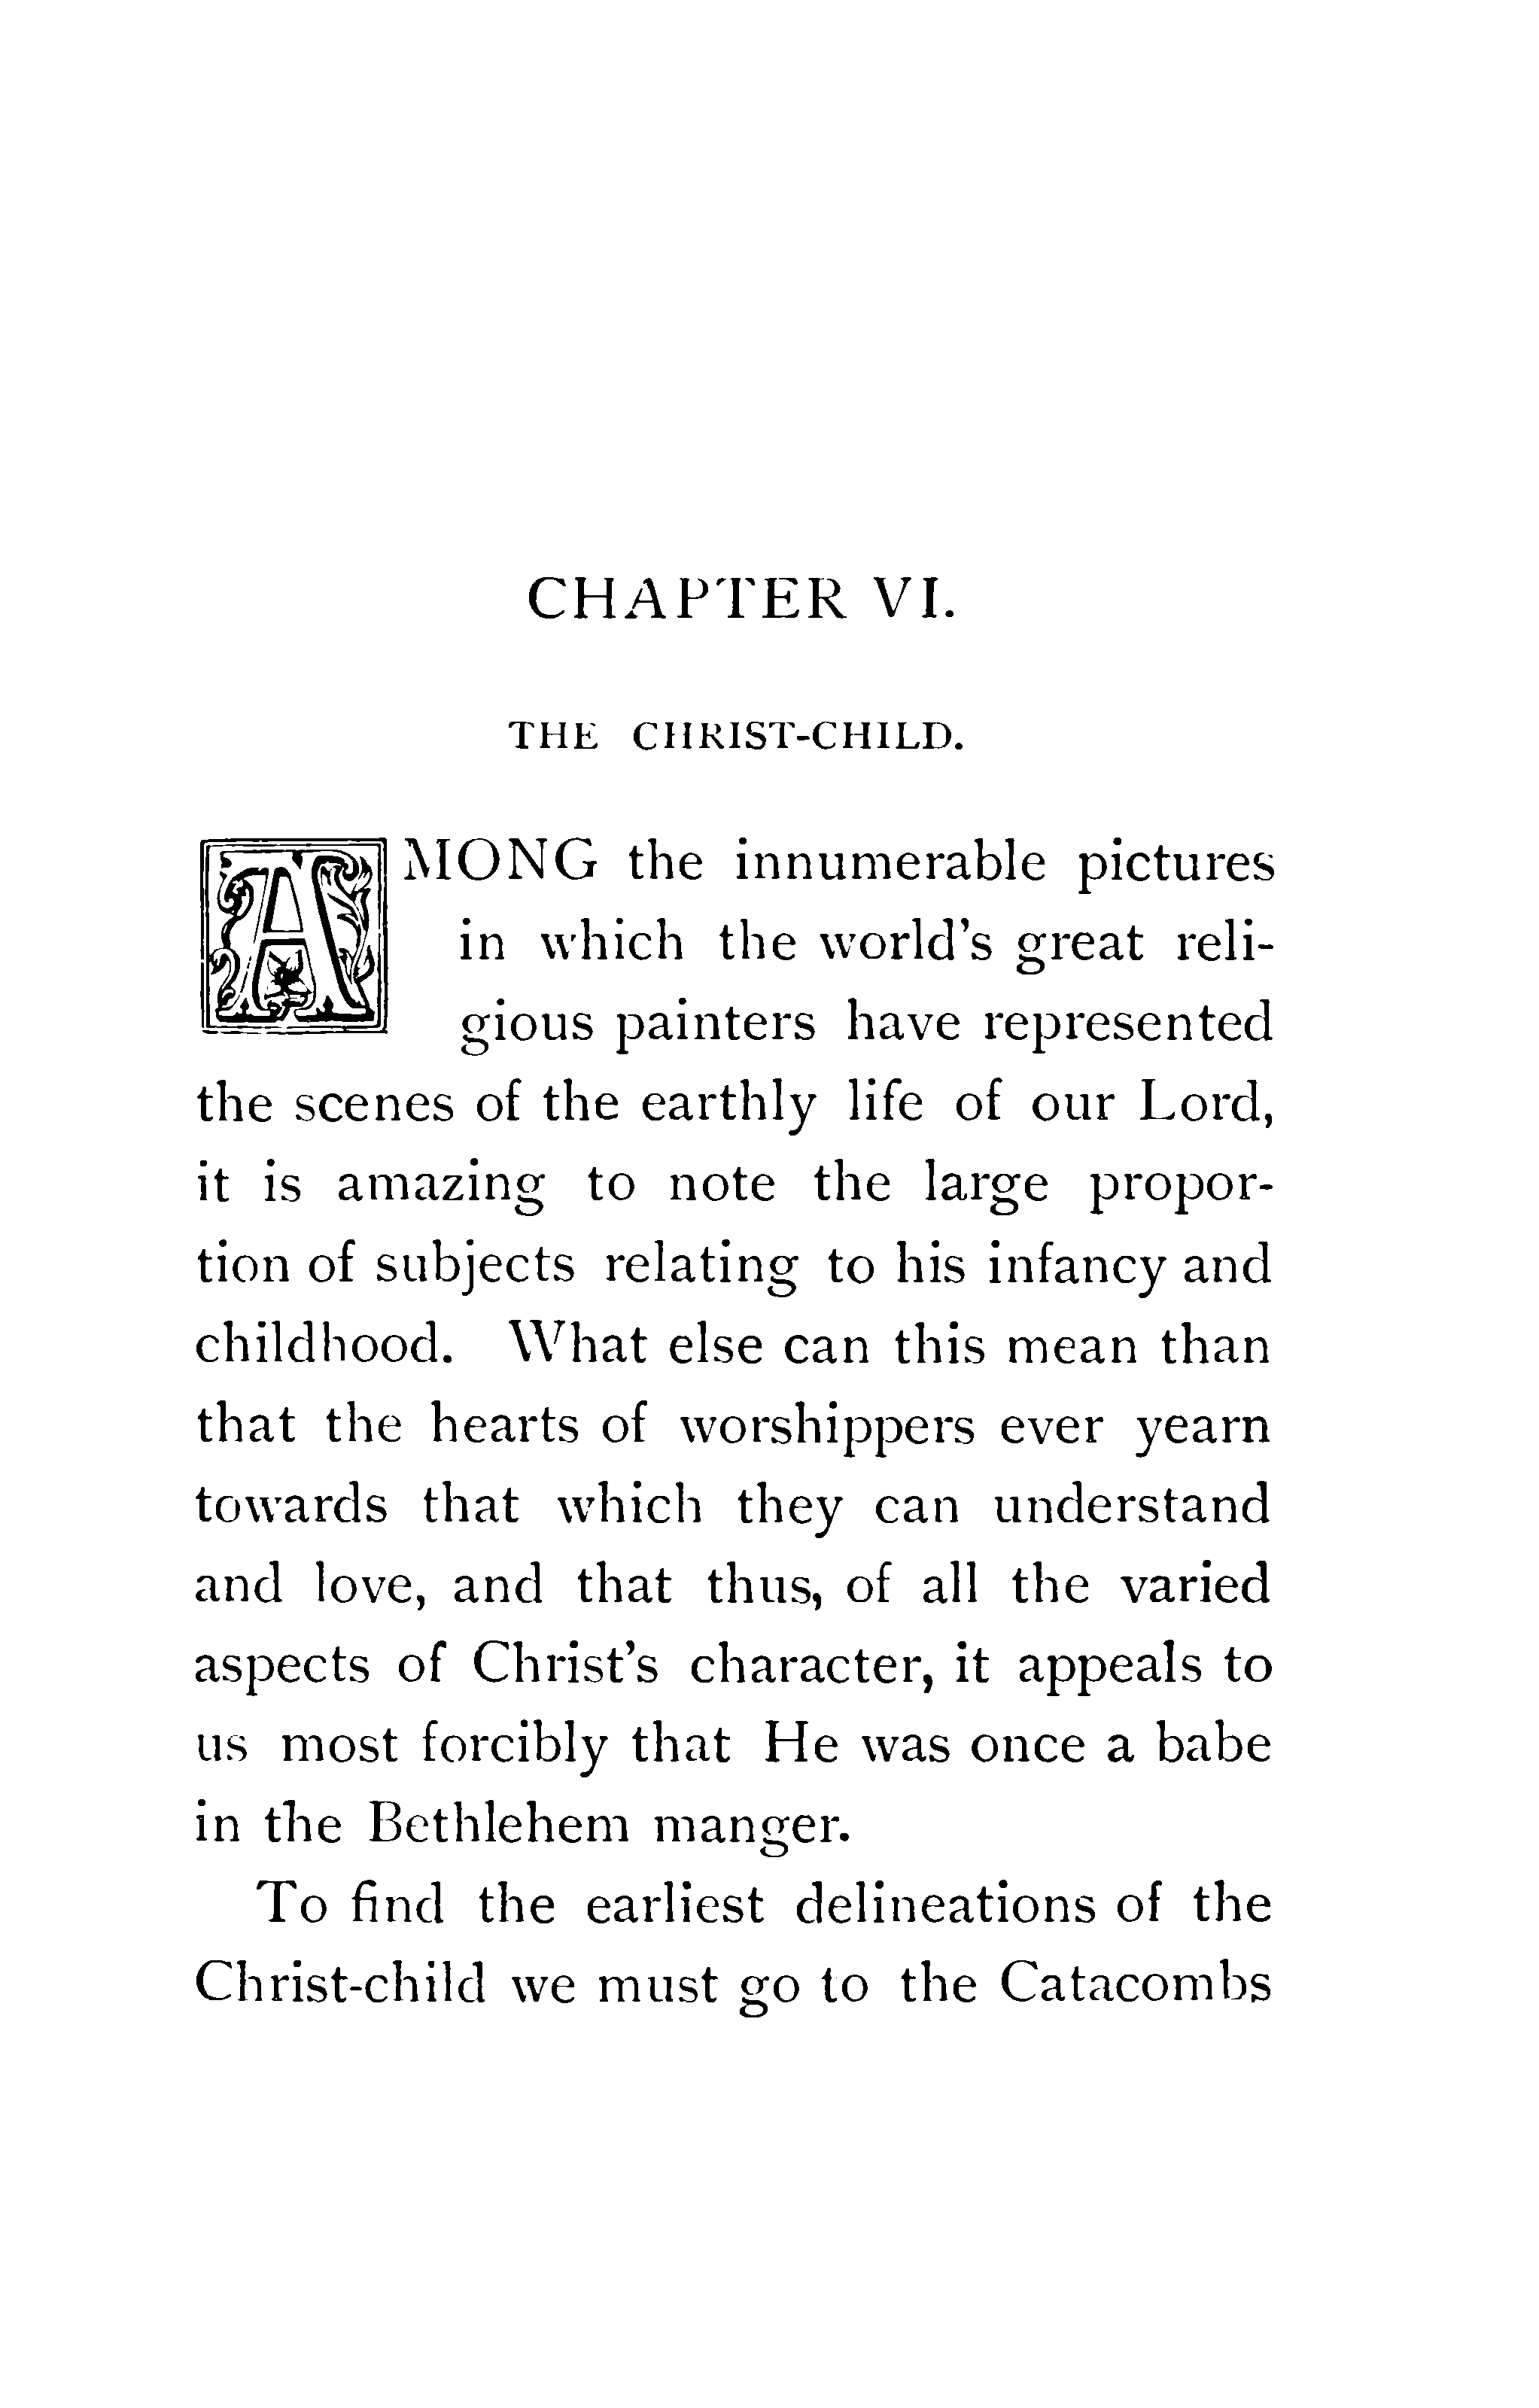 CHAPTER VI.
THE CHRIST-CHILD.
AMONG the innumerable pictures
in which the world's great reli-
gious painters have represented
the scenes of the earthly life of our Lord,
it is amazing to note the large propor-
tion of subjects relating to his infancy and
childhood. What else can this mean than
that the hearts of worshippers ever yearn
towards that which they can understand
and love, and that thus, of all the varied
aspects of Christ's character, it appeals to
us most forcibly that He was once a babe
in the Bethlehem manger.
To find the earliest delineations of the
Christ-child we must go to the Catacombs